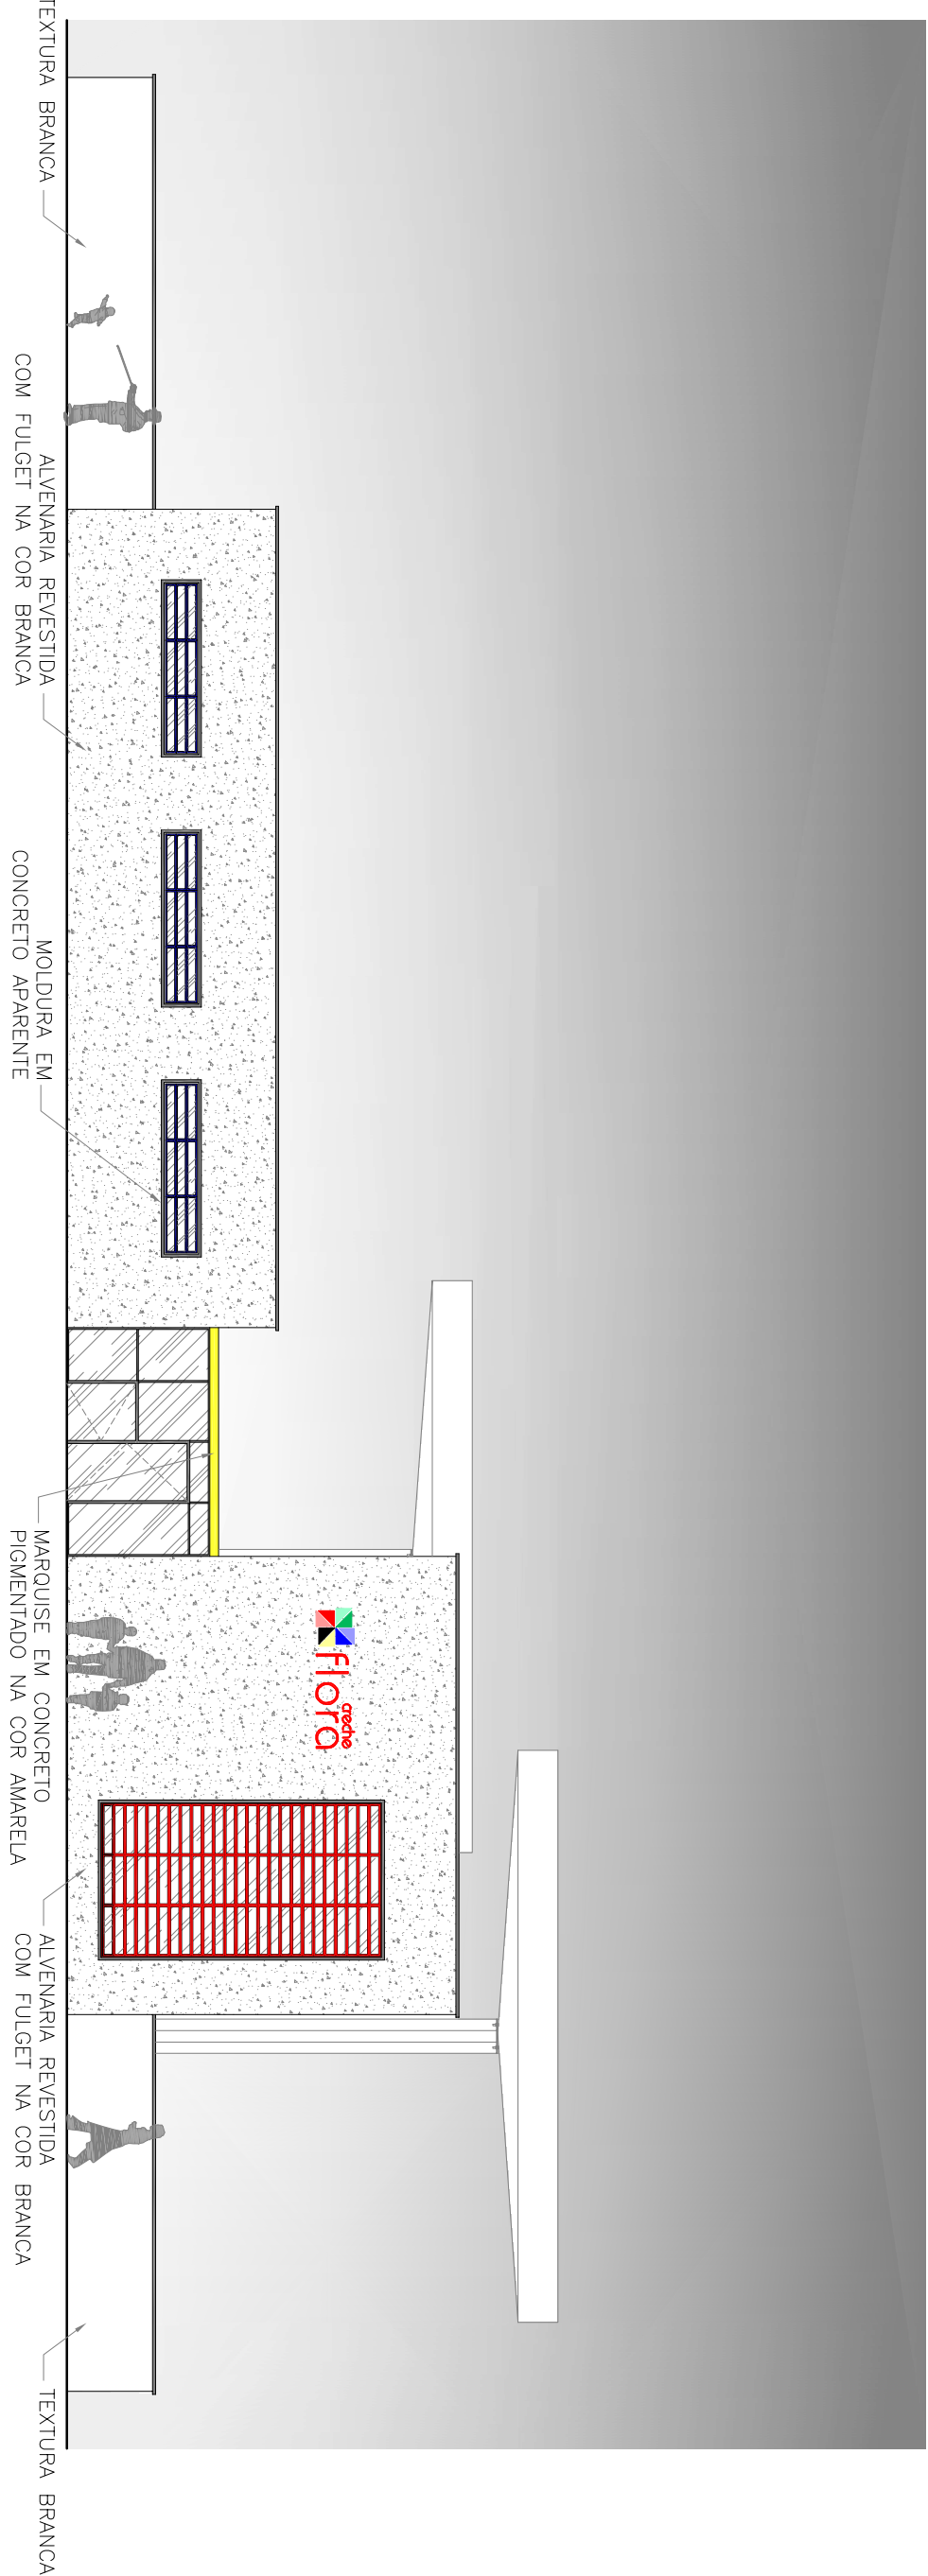 creche
flora
TEXTURA BRANCA
ALVENARIA REVESTIDA
COM FULGET NA COR BRANCA
MOLDURA EM
CONCRETO APARENTE
MARQUISE EM CONCRETO
PIGMENTADO NA COR AMARELA
ALVENARIA REVESTIDA
COM FULGET NA COR BRANCA
TEXTURA BRANCA